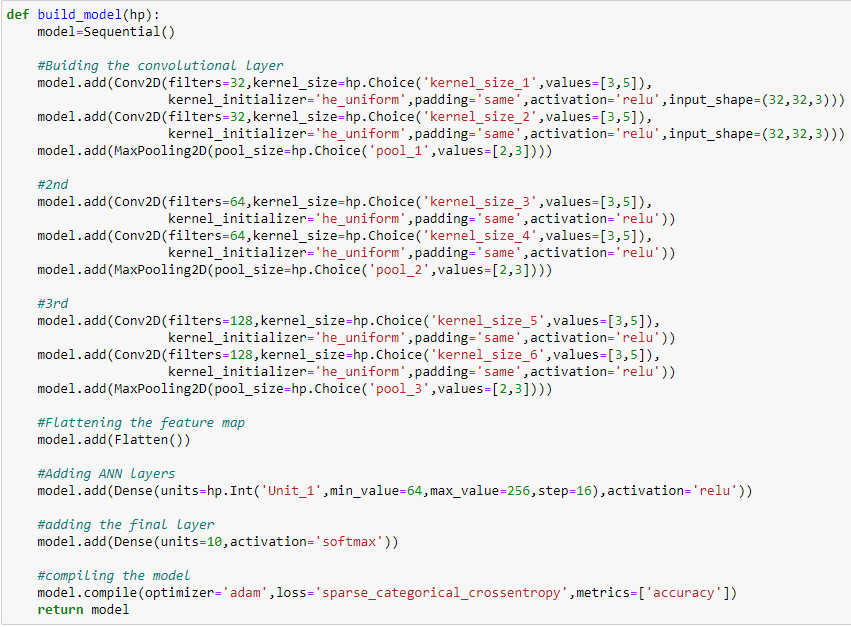 def build_model(hp):
    model=Sequential()

    #Buiding the convolutional layer
    model.add(Conv2D(filters=32,kernel_size=hp.Choice('kernel_size_1',values=[3,5]),
                     kernel_initializer='he_uniform',padding='same',activation='relu',input_shape=(32,32,3)))
    model.add(Conv2D(filters=32,kernel_size=hp.Choice('kernel_size_2',values=[3,5]),
                     kernel_initializer='he_uniform',padding='same',activation='relu',input_shape=(32,32,3)))
    model.add(MaxPooling2D(pool_size=hp.Choice('pool_1',values=[2,3])))

    #2nd
    model.add(Conv2D(filters=64,kernel_size=hp.Choice('kernel_size_3',values=[3,5]),
                     kernel_initializer='he_uniform',padding='same',activation='relu'))
    model.add(Conv2D(filters=64,kernel_size=hp.Choice('kernel_size_4',values=[3,5]),
                     kernel_initializer='he_uniform',padding='same',activation='relu'))
    model.add(MaxPooling2D(pool_size=hp.Choice('pool_2',values=[2,3])))

    #3rd
    model.add(Conv2D(filters=128,kernel_size=hp.Choice('kernel_size_5',values=[3,5]),
                     kernel_initializer='he_uniform',padding='same',activation='relu'))
    model.add(Conv2D(filters=128,kernel_size=hp.Choice('kernel_size_6',values=[3,5]),
                     kernel_initializer='he_uniform',padding='same',activation='relu'))
    model.add(MaxPooling2D(pool_size=hp.Choice('pool_3',values=[2,3])))

    #Flattening the feature map
    model.add(Flatten())

    #Adding ANN layers
    model.add(Dense(units=hp.Int('Unit_1',min_value=64,max_value=256,step=16),activation='relu'))

    #adding the final layer
    model.add(Dense(units=10,activation='softmax'))

    #compiling the model
    model.compile(optimizer='adam',loss='sparse_categorical_crossentropy',metrics=['accuracy'])
    return model